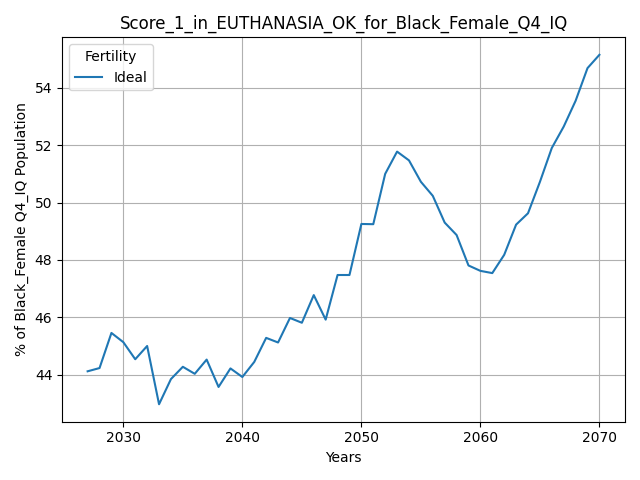 Score_1_in_EUTHANASIA_OK_for_Black_Female_Q4_IQ
Fertility
Ideal
% of Black_Female Q4_IQ Population
54
52
50
48
46
44
2030 2040 2050 2060 2070
Years